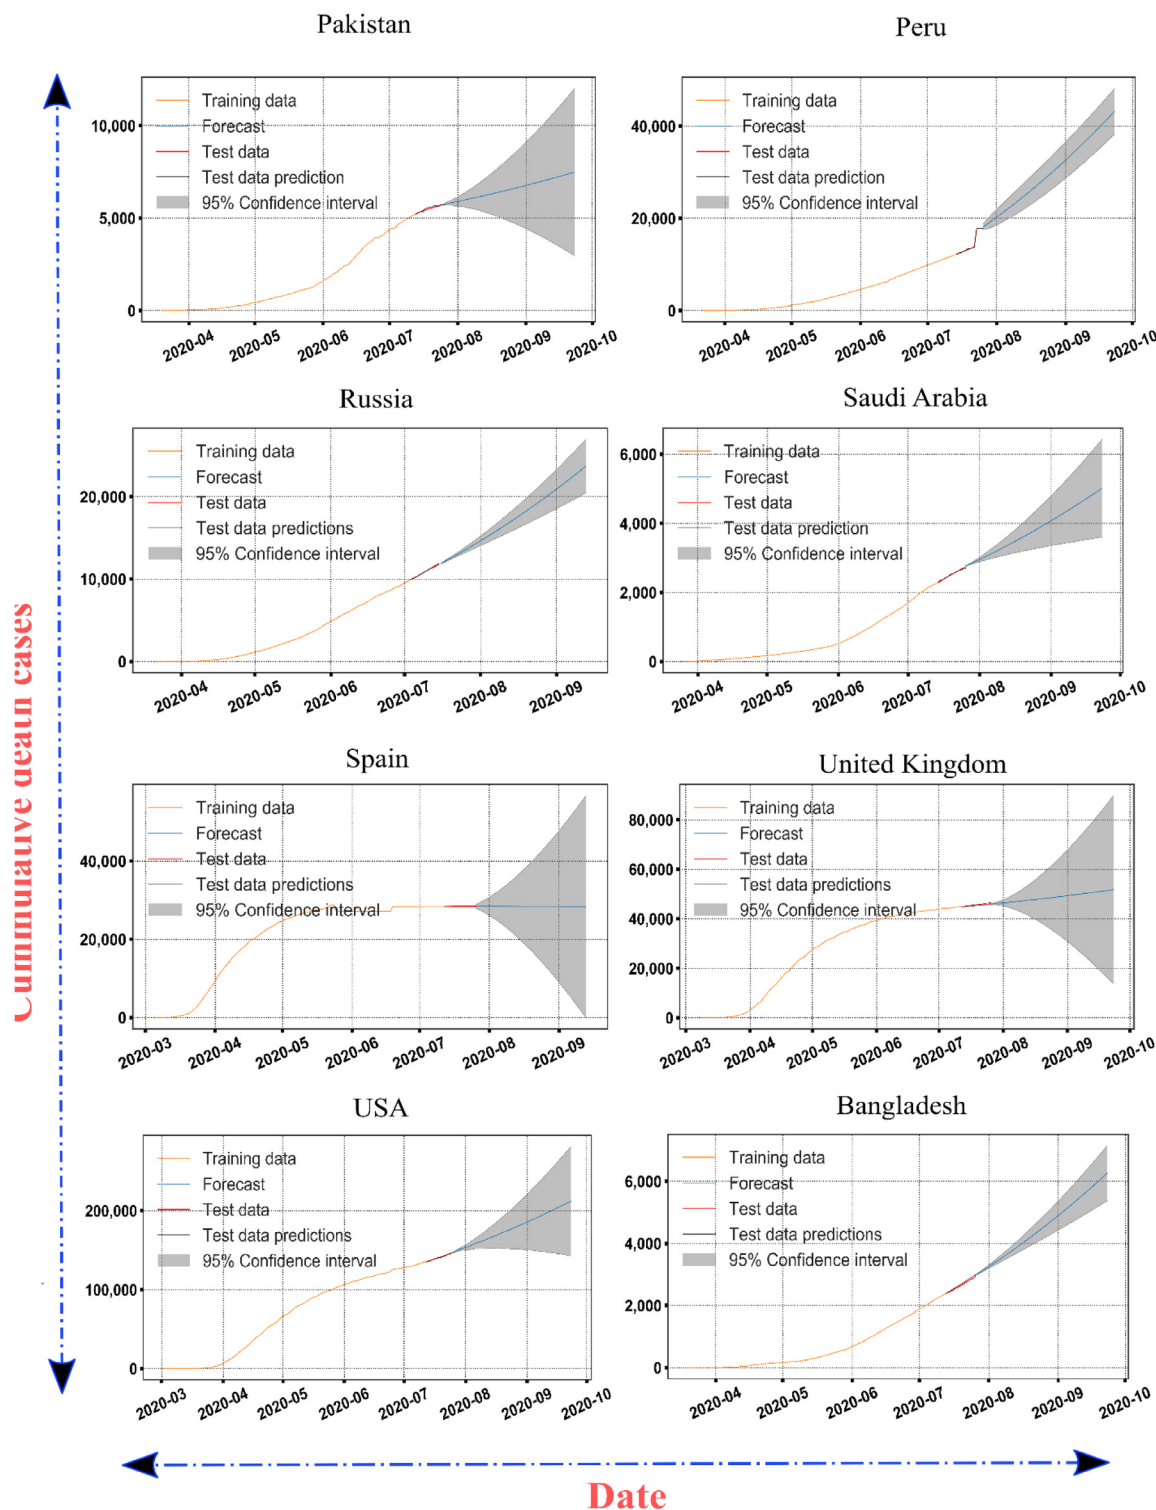 Pakistan
Training data
Forecast
Test data
Test data prediction
95% Confidence interval
10,000
5,000
0
2020-04
2020-05
2020-06
2020-07
2020-08
2020-09
2020-10
Peru
Training data
Forecast
Test data
Test data prediction
95% Confidence interval
40,000
20,000
0
2020-04
2020-05
2020-06
2020-07
2020-08
2020-09
2020-10
Russia
Training data
Forecast
Test data
Test data predictions
95% Confidence interval
20,000
10,000
0
2020-04
2020-05
2020-06
2020-07
2020-08
2020-09
Saudi Arabia
Training data
Forecast
Test data
Test data prediction
95% Confidence interval
6,000
4,000
2,000
0
2020-04
2020-05
2020-06
2020-07
2020-08
2020-09
2020-10
Spain
Training data
Forecast
Test data
Test data predictions
95% Confidence interval
40,000
20,000
0
2020-03
2020-04
2020-05
2020-06
2020-07
2020-08
2020-09
United Kingdom
Training data
Forecast
Test data
Test data predictions
95% Confidence interval
80,000
60,000
40,000
20,000
0
2020-03
2020-04
2020-05
2020-06
2020-07
2020-08
2020-09
2020-10
USA
Training data
Forecast
Test data
Test data predictions
95% Confidence interval
200,000
100,000
0
2020-03
2020-04
2020-05
2020-06
2020-07
2020-08
2020-09
2020-10
Bangladesh
Training data
Forecast
Test data
Test data predictions
95% Confidence interval
6,000
4,000
2,000
0
2020-04
2020-05
2020-06
2020-07
2020-08
2020-09
2020-10
Cummulative death cases
Date